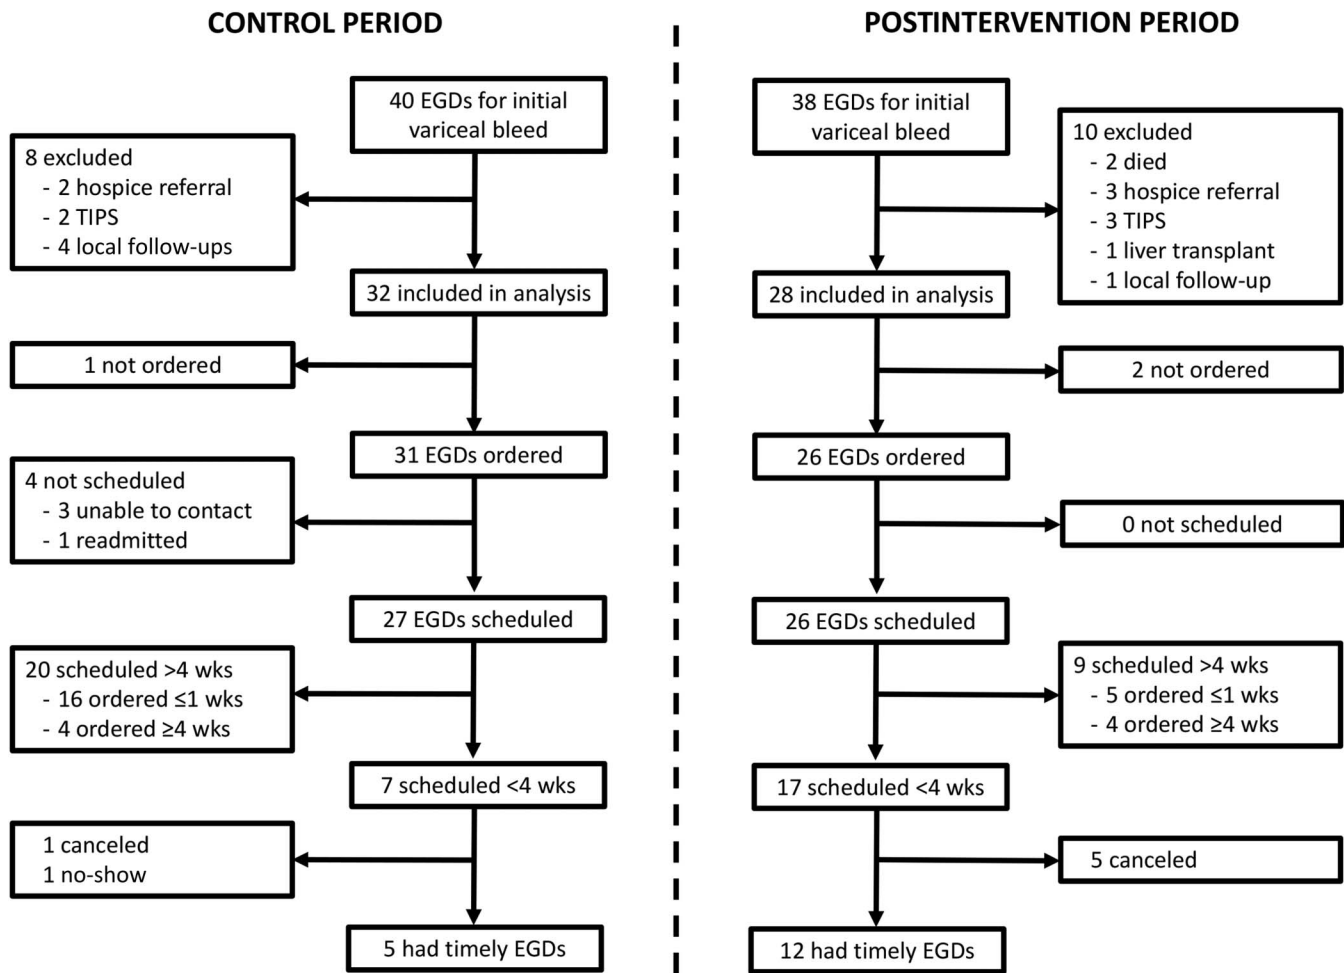 CONTROL PERIOD
40 EGDs for initial
variceal bleed
8 excluded
- 2 hospice referral
- 2 TIPS
- 4 local follow-ups
32 included in analysis
1 not ordered
31 EGDs ordered
4 not scheduled
- 3 unable to contact
- 1 readmitted
27 EGDs scheduled
20 scheduled >4 wks
- 16 ordered ≤1 wks
- 4 ordered ≥4 wks
7 scheduled <4 wks
1 canceled
1 no-show
5 had timely EGDs
POSTINTERVENTION PERIOD
38 EGDs for initial
variceal bleed
10 excluded
- 2 died
- 3 hospice referral
- 3 TIPS
- 1 liver transplant
- 1 local follow-up
28 included in analysis
2 not ordered
26 EGDs ordered
0 not scheduled
26 EGDs scheduled
9 scheduled >4 wks
- 5 ordered ≤1 wks
- 4 ordered ≥4 wks
17 scheduled <4 wks
5 canceled
12 had timely EGDs